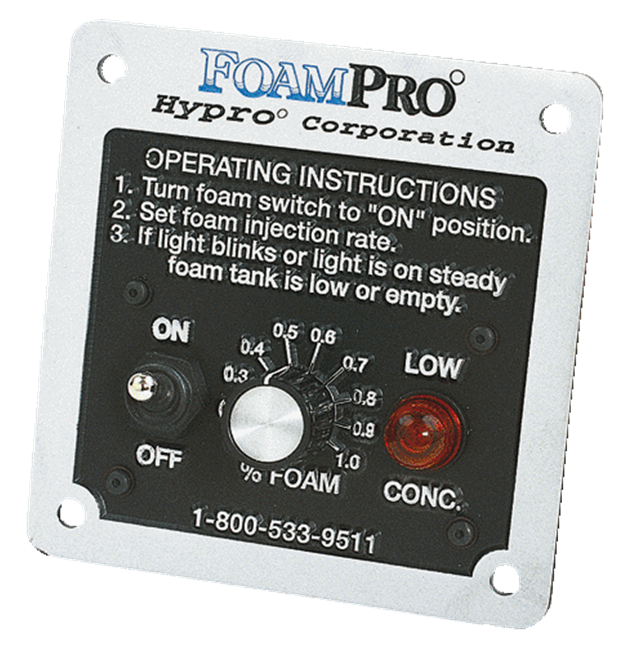 FOAMPRO
Hypro Corporation
OPERATING INSTRUCTIONS
1. Turn foam switch to "ON" position.
2. Set foam injection rate.
3. If light blinks or light is on steady
foam tank is low or empty.
ON
OFF
0.3
0.4
0.5
0.6
0.7
0.8
0.9
1.0
% FOAM
LOW
CONC.
1-800-533-9511